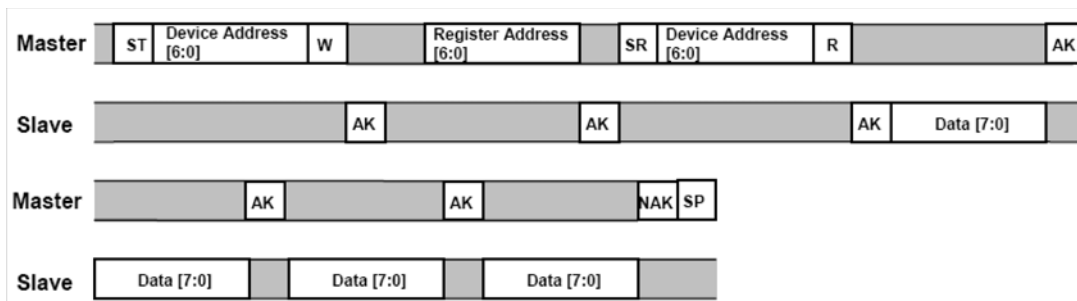 Master ST Device Address [6:0] W Register Address [6:0] SR Device Address [6:0] R AK
Slave AK AK AK Data [7:0]
Master AK AK NAK SP
Slave Data [7:0] Data [7:0] Data [7:0]